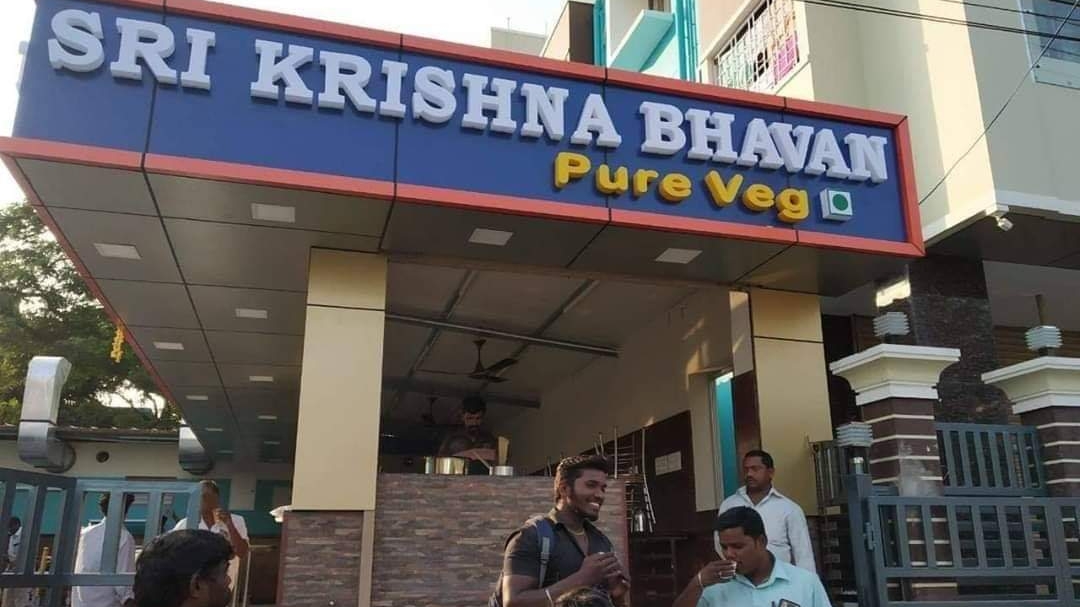 SRI KRISHNA BHAVAN
Pure Veg